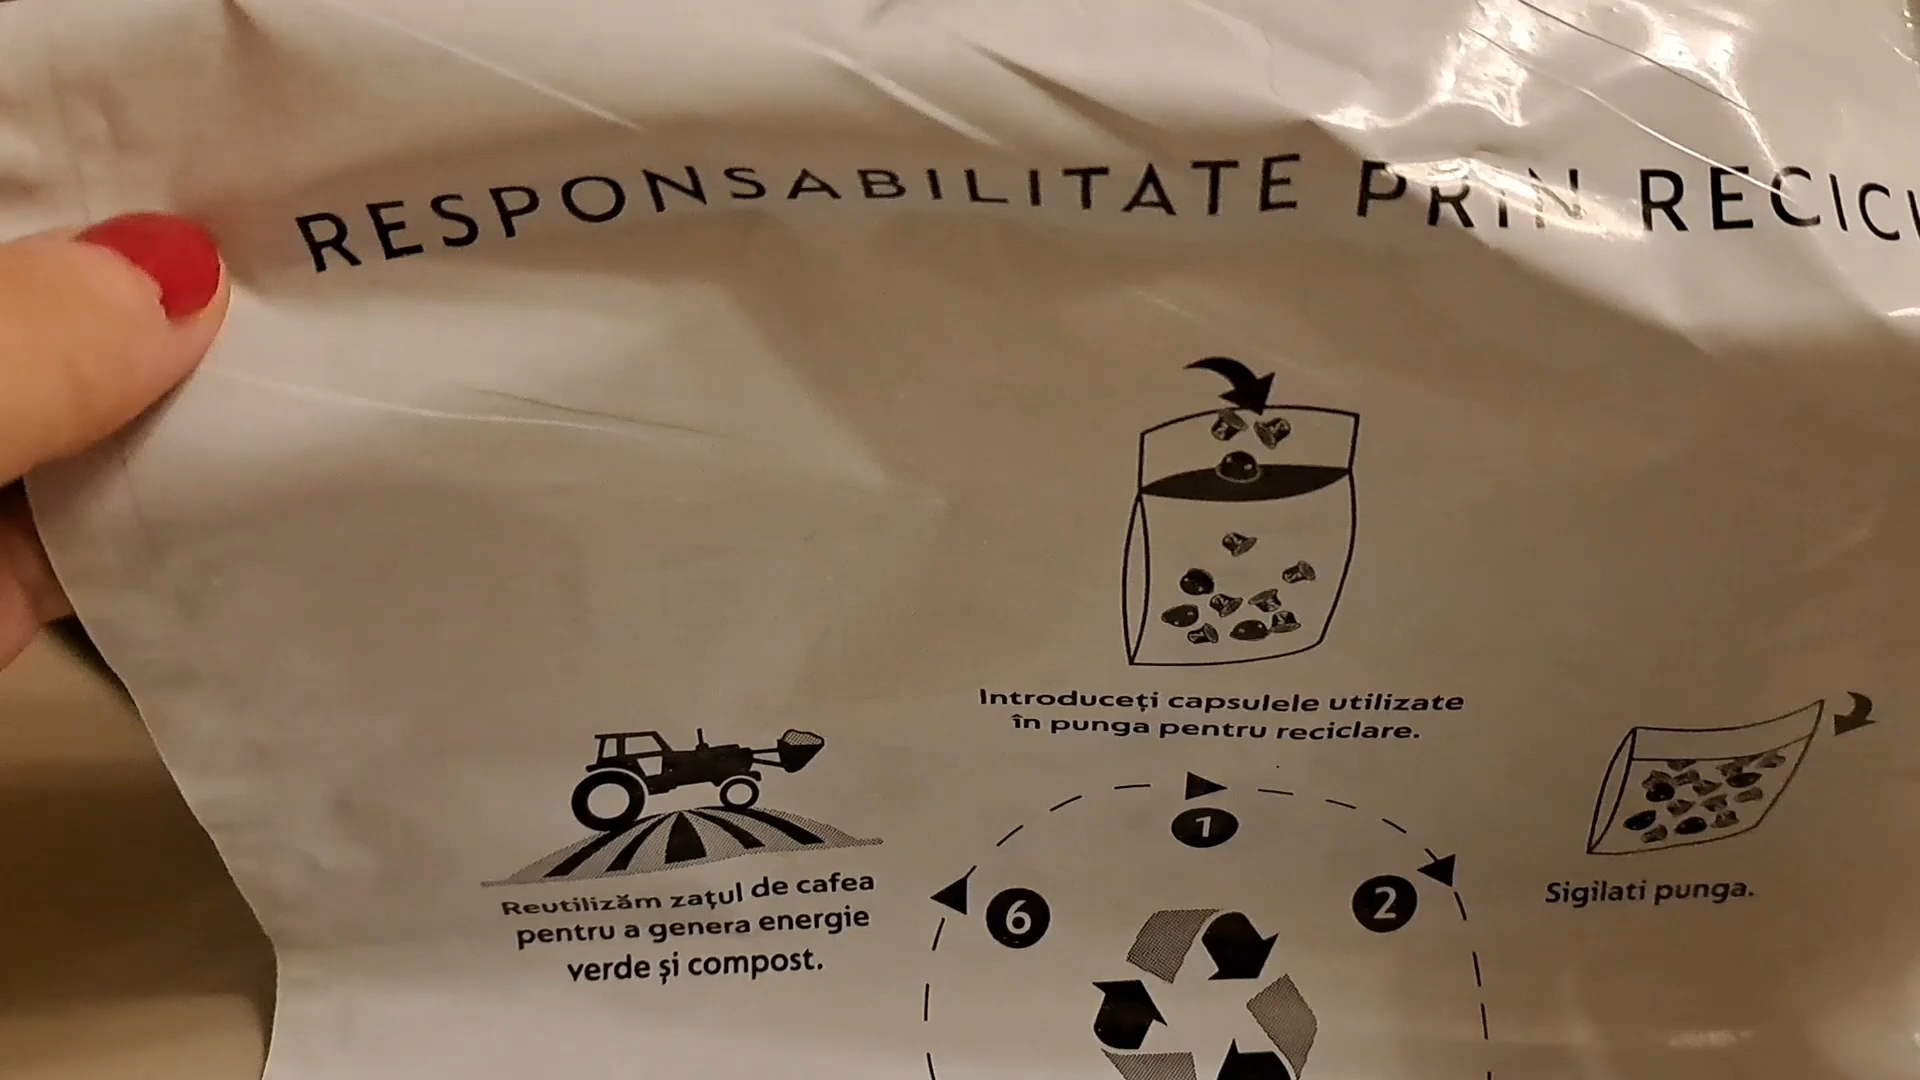 RESPONSABILITATE PRIN
Introduceți capsulele utilizate
în punga pentru reciclare.
1
2
Sigilati punga.
6
Reutilizăm zațul de cafea
pentru a genera energie
verde și compost.